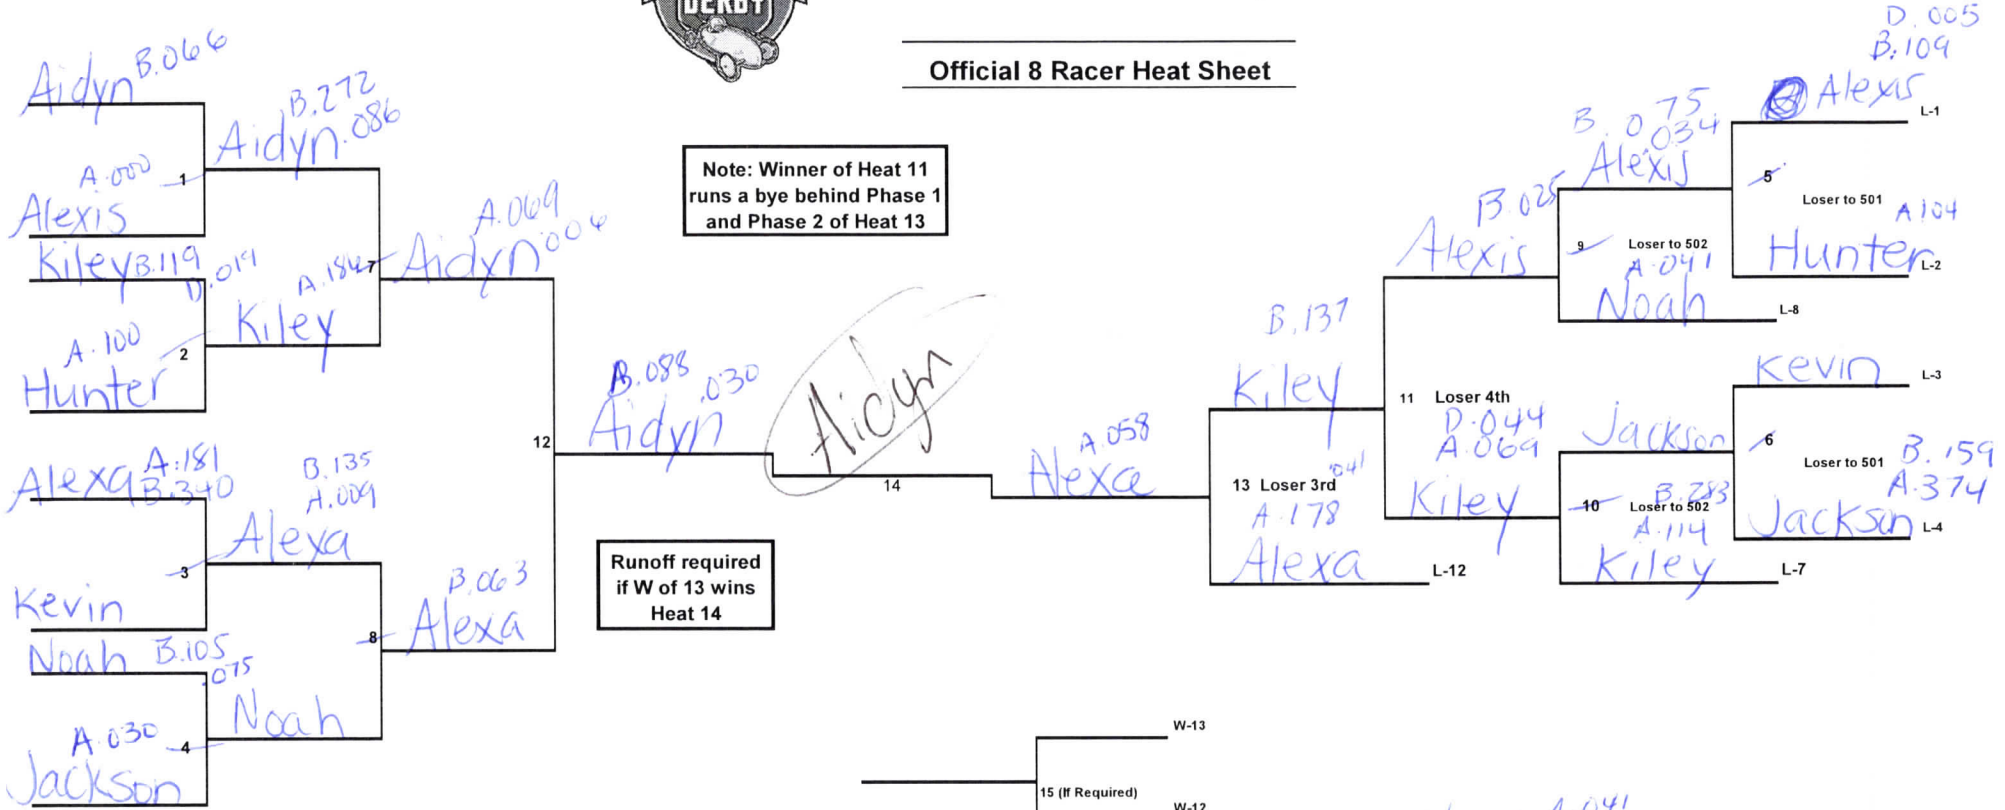 DERBY
Official 8 Racer Heat Sheet
Note: Winner of Heat 11
runs a bye behind Phase 1
and Phase 2 of Heat 13
Aidyn B.066
A.000
1
Alexis
Kiley B.119
D.019
A.100
2
Hunter
Alexa A.181
B.340
3
Kevin
Noah B.105
.075
A.030
4
Jackson
B.272
Aidyn .086
A.184
7
Kiley
B.135
A.009
Alexa
8
Noah
A.069
Aidyn .006
12
B.063
Alexa
B.088
.030
Aidyn
Aidyn
14
Runoff required
if W of 13 wins
Heat 14
A.058
Alexa
B.137
Kiley
13 Loser 3rd
.041
A.178
Alexa
L-12
B.025
Alexis
11 Loser 4th
D.044
A.069
Kiley
B.075
.034
Alexis
9 Loser to 502
A.041
Noah
L-8
Jackson
10 Loser to 502
B.283
A.114
Kiley
L-7
D.005
B.109
Alexis
L-1
5
Loser to 501
A104
Hunter
L-2
Kevin
L-3
6
Loser to 501
B.159
A.374
Jackson
L-4
W-13
15 (If Required)
W-12
A.041